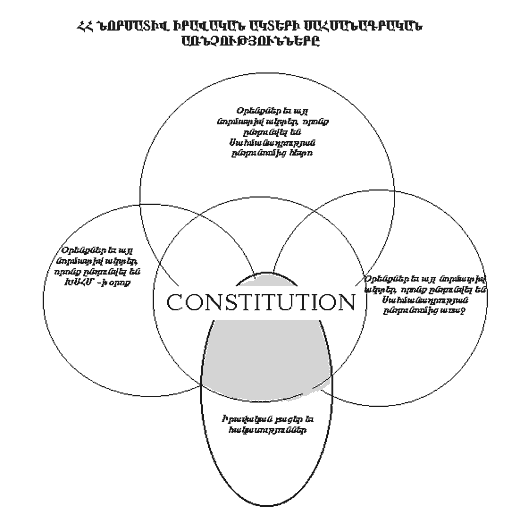 ՀՀ ՆՈՐՄԱՏԻՎ ԻՐԱՎԱԿԱՆ ԱԿՏԵՐԻ ՍԱՀՄԱՆԱԴՐԱԿԱՆ
ԱՌՆՉՈՒԹՅՈՒՆՆԵՐԸ
Օրենքներ եւ այլ
նորմատիվ ակտեր, որոնք
ընդունվել են
Սահմանադրության
ընդունումից հետո
Օրենքներ եւ այլ
նորմատիվ ակտեր,
որոնք ընդունվել են
ԽՍՀՄ -ի օրոք
CONSTITUTION
Օրենքներ եւ այլ նորմատիվ
ակտեր, որոնք ընդունվել են
Սահմանադրության
ընդունումից առաջ
Իրավական բացեր եւ
հակասություններ